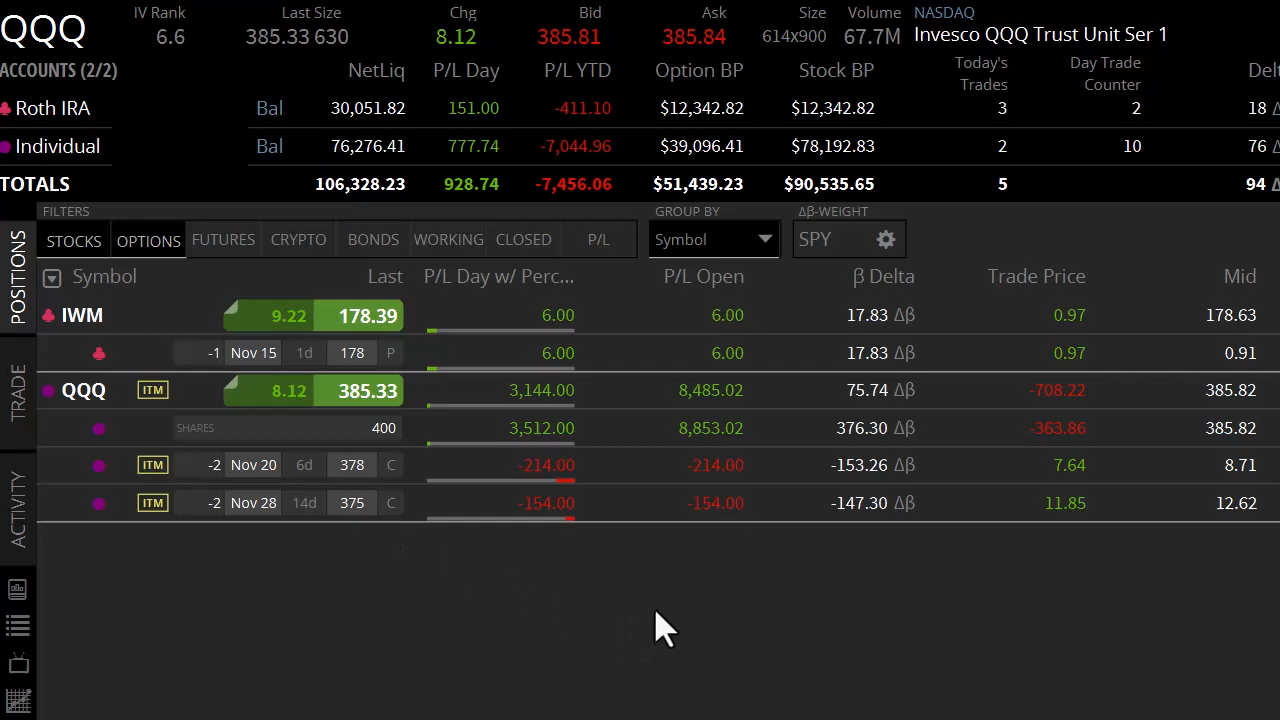 QQQ IV Rank Last Size Chg Bid Ask Size Volume NASDAQ
6.6 385.33 630 8.12 385.81 385.84 614x900 67.7M Invesco QQQ Trust Unit Ser 1
ACCOUNTS (2/2) NetLiq P/L Day P/L YTD Option BP Stock BP Today's Trades Day Trade Counter Delt
Roth IRA Bal 30,051.82 151.00 -411.10 $12,342.82 $12,342.82 3 2 18 Δ
Individual Bal 76,276.41 777.74 -7,044.96 $39,096.41 $78,192.83 2 10 76 Δ
TOTALS 106,328.23 928.74 -7,456.06 $51,439.23 $90,535.65 5 94 Δ
FILTERS GROUP BY Δβ-WEIGHT
STOCKS OPTIONS FUTURES CRYPTO BONDS WORKING CLOSED P/L Symbol SPY
Symbol Last P/L Day w/ Perc... P/L Open β Delta Trade Price Mid
IWM 9.22 178.39 6.00 6.00 17.83 Δβ 0.97 178.63
-1 Nov 15 1d 178 P 6.00 6.00 17.83 Δβ 0.97 0.91
QQQ ITM 8.12 385.33 3,144.00 8,485.02 75.74 Δβ -708.22 385.82
SHARES 400 3,512.00 8,853.02 376.30 Δβ -363.86 385.82
ITM -2 Nov 20 6d 378 C -214.00 -214.00 -153.26 Δβ 7.64 8.71
ITM -2 Nov 28 14d 375 C -154.00 -154.00 -147.30 Δβ 11.85 12.62
POSITIONS
TRADE
ACTIVITY